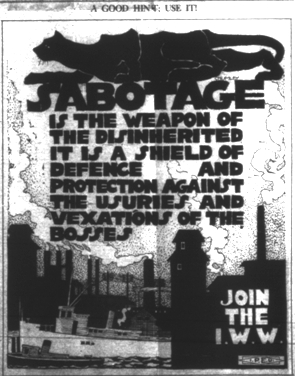 A GOOD HINT; USE IT!
SABOTAGE
IS THE WEAPON OF
THE DISINHERITED
IT IS A SHIELD OF
DEFENCE AND
PROTECTION AGAINST
THE USURIES AND
VEXATIONS OF THE
BOSSES
JOIN
THE
I.W.W.